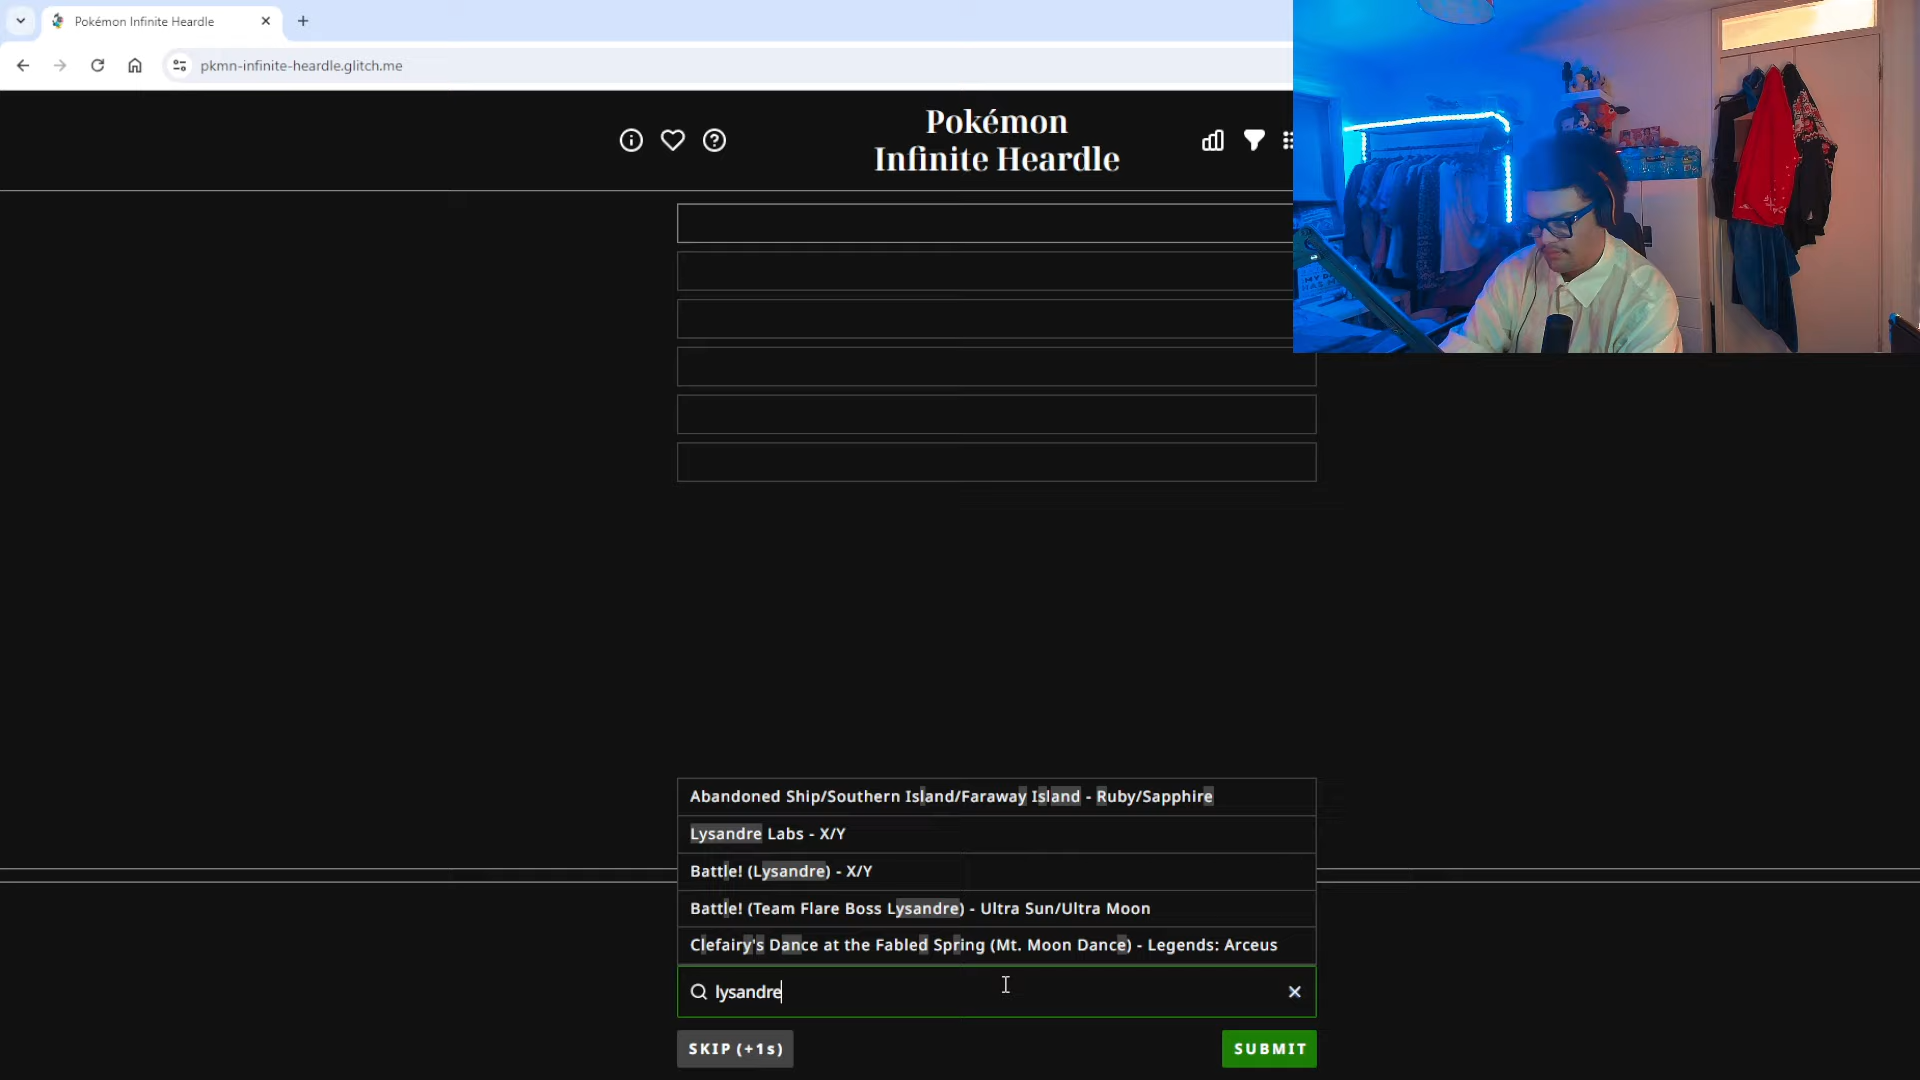 Pokémon Infinite Heardle
pkmn-infinite-heardle.glitch.me
Pokémon
Infinite Heardle
Abandoned Ship/Southern Island/Faraway Island - Ruby/Sapphire
Lysandre Labs - X/Y
Battle! (Lysandre) - X/Y
Battle! (Team Flare Boss Lysandre) - Ultra Sun/Ultra Moon
Clefairy's Dance at the Fabled Spring (Mt. Moon Dance) - Legends: Arceus
lysandre
SKIP (+1s)
SUBMIT